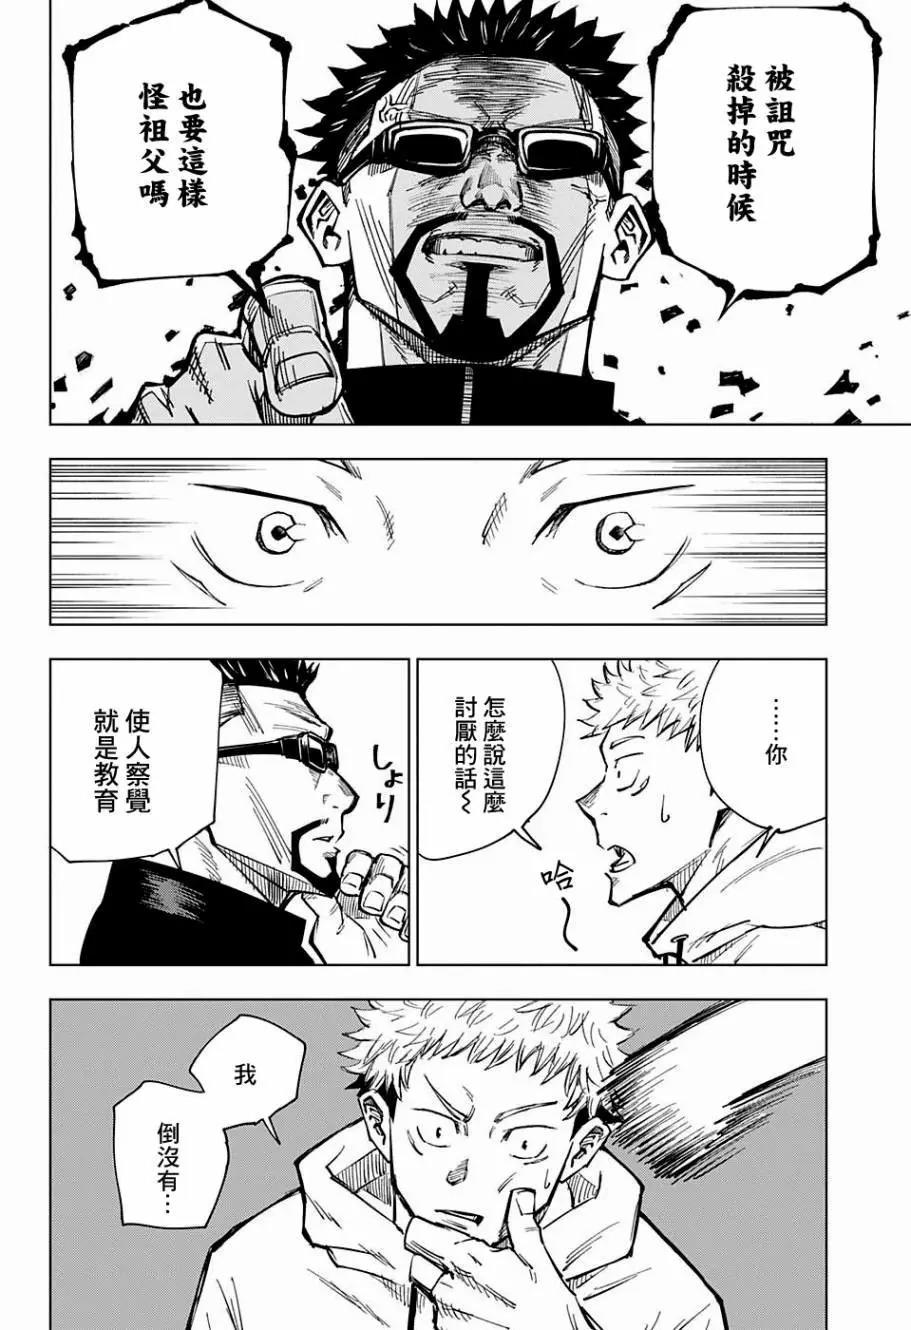 被詛咒
殺掉的時候
也要這樣
怪祖父嗎
……你
怎麼說這麼
討厭的話~
哈~
しょり
使人察覺
就是教育
我
倒沒有…